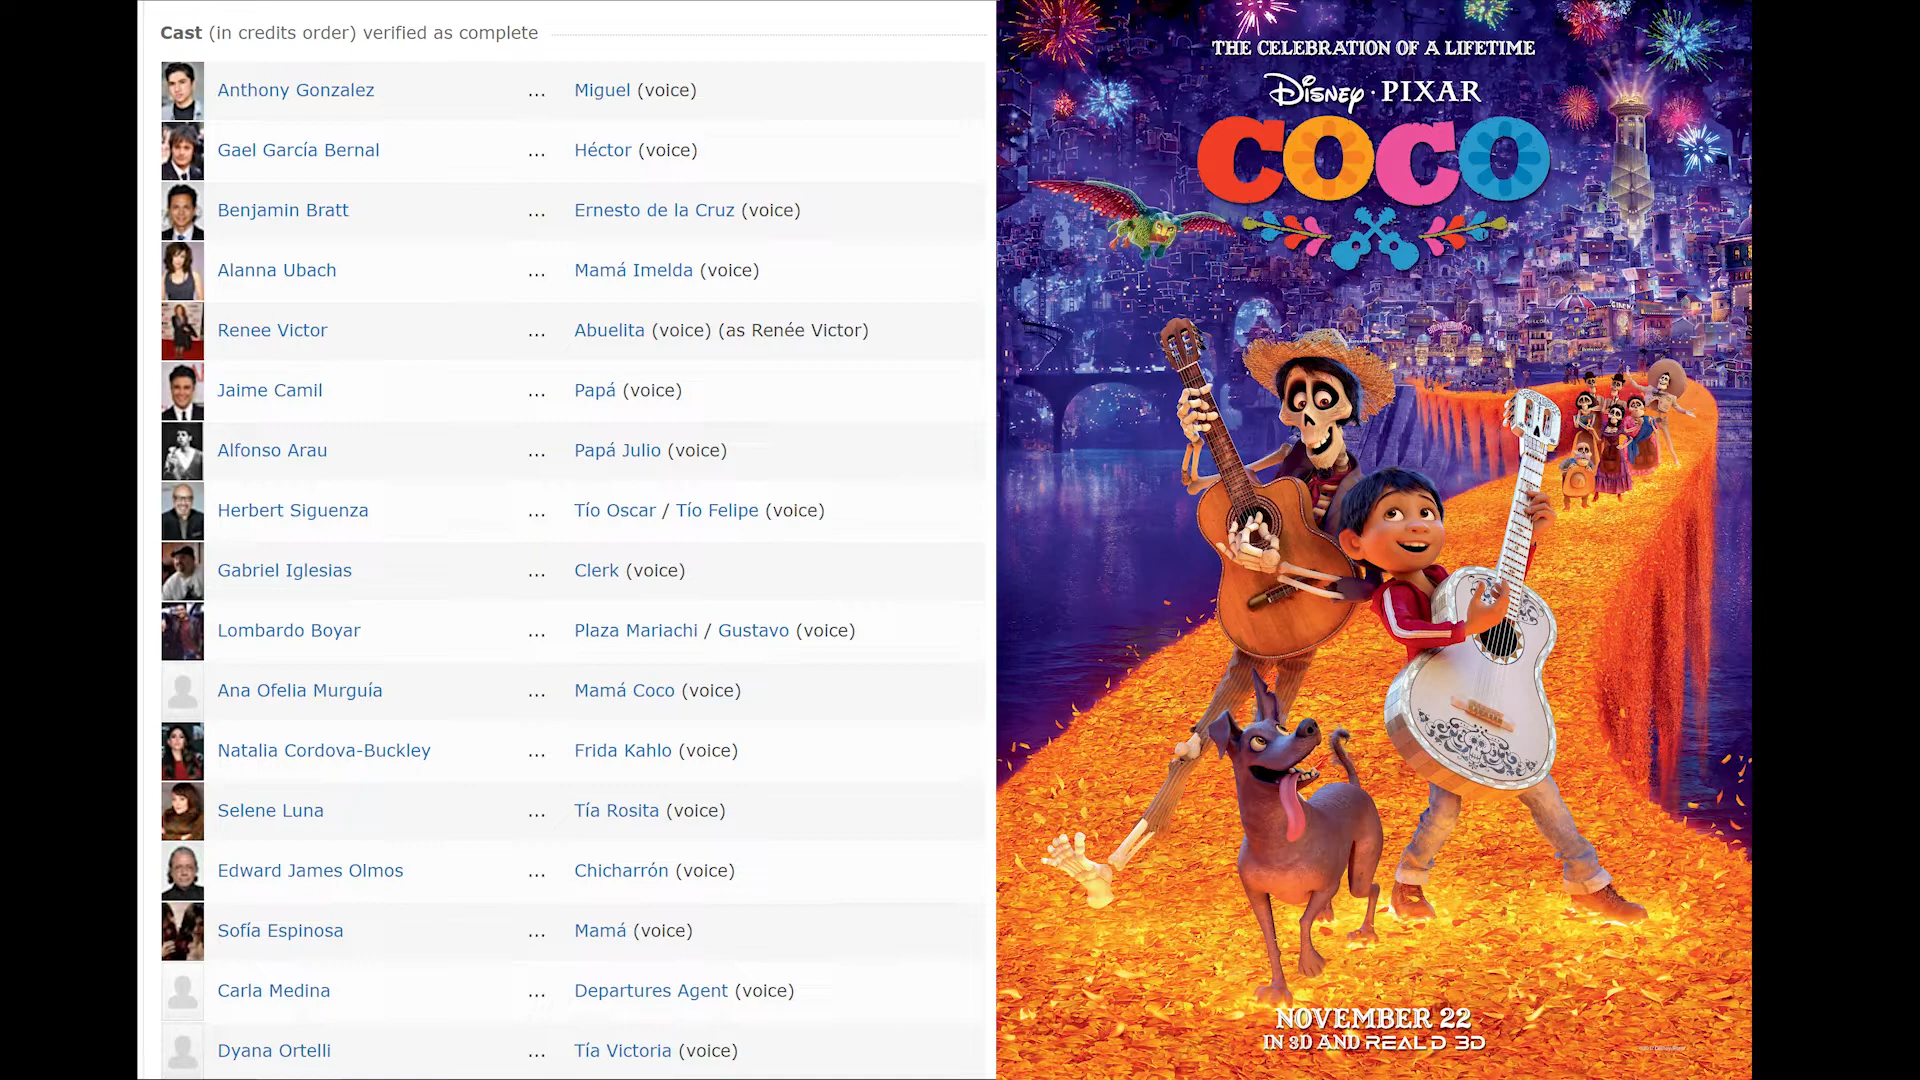 Cast (in credits order) verified as complete
Anthony Gonzalez ... Miguel (voice)
Gael García Bernal ... Héctor (voice)
Benjamin Bratt ... Ernesto de la Cruz (voice)
Alanna Ubach ... Mamá Imelda (voice)
Renee Victor ... Abuelita (voice) (as Renée Victor)
Jaime Camil ... Papá (voice)
Alfonso Arau ... Papá Julio (voice)
Herbert Siguenza ... Tío Oscar / Tío Felipe (voice)
Gabriel Iglesias ... Clerk (voice)
Lombardo Boyar ... Plaza Mariachi / Gustavo (voice)
Ana Ofelia Murguía ... Mamá Coco (voice)
Natalia Cordova-Buckley ... Frida Kahlo (voice)
Selene Luna ... Tía Rosita (voice)
Edward James Olmos ... Chicharrón (voice)
Sofía Espinosa ... Mamá (voice)
Carla Medina ... Departures Agent (voice)
Dyana Ortelli ... Tía Victoria (voice)
THE CELEBRATION OF A LIFETIME
DISNEY · PIXAR
COCO
NOVEMBER 22
IN 3D AND REAL D 3D